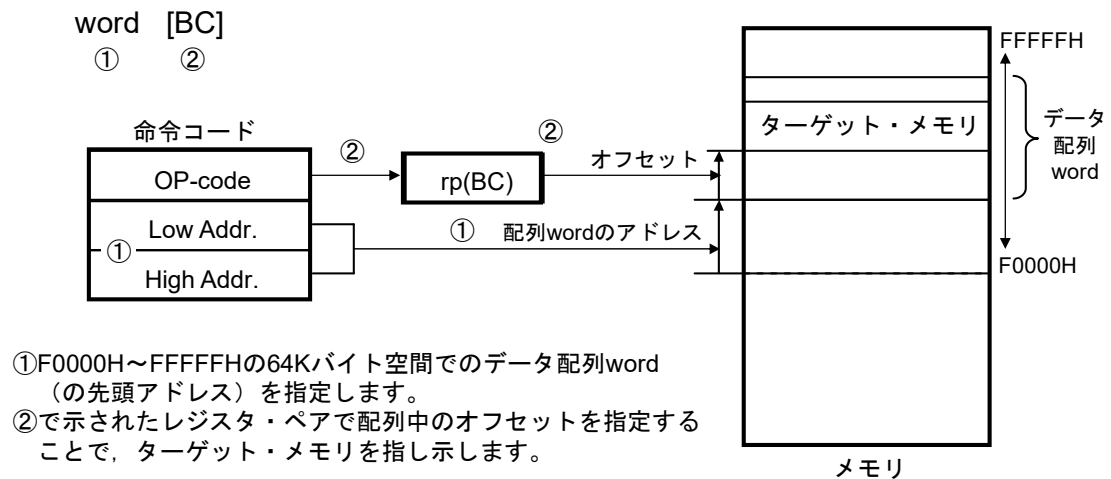 word [BC]
① ②
命令コード
OP-code
Low Addr.
①
High Addr.
②
rp(BC)
②
オフセット
① 配列wordのアドレス
FFFFFH
ターゲット・メモリ
データ
配列
word
F0000H
メモリ
①F0000H～FFFFFHの64Kバイト空間でのデータ配列word
（の先頭アドレス）を指定します。
②で示されたレジスタ・ペアで配列中のオフセットを指定する
ことで，ターゲット・メモリを指し示します。